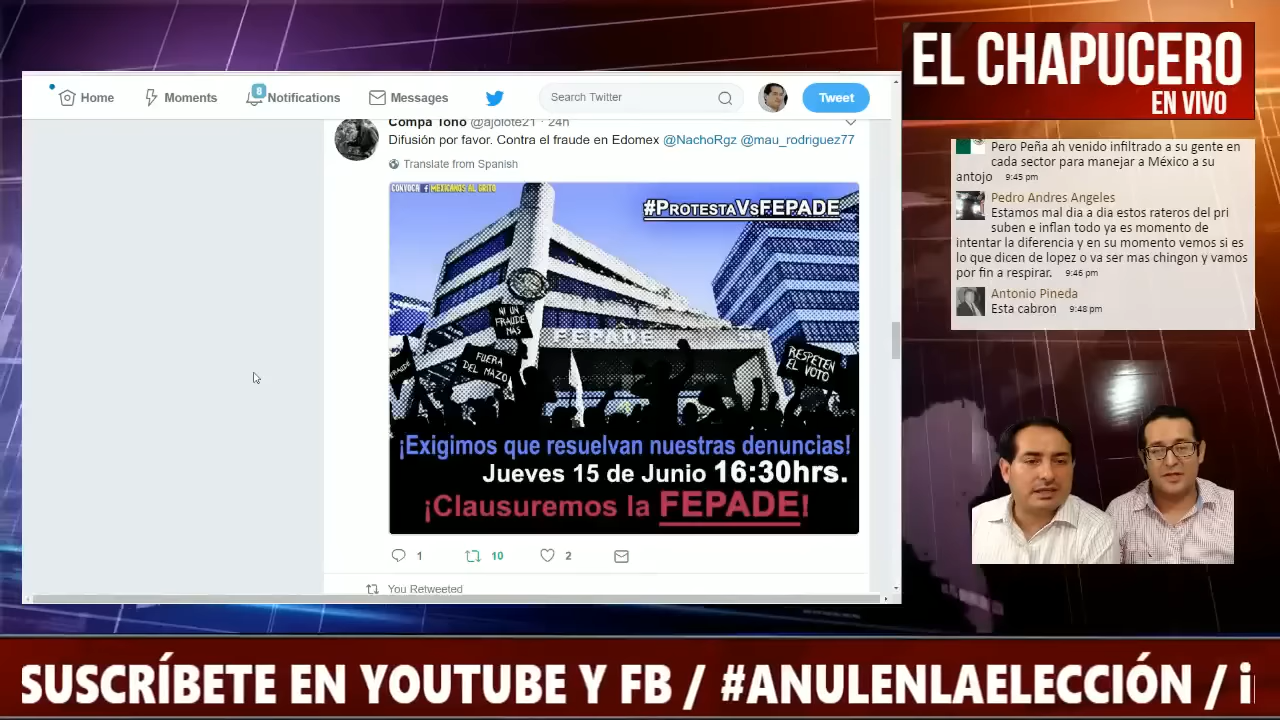 EL CHAPUCERO
EN VIVO
Home
Moments
8
Notifications
Messages
Search Twitter
Tweet
Compa Toño @ajolote21 · 24h
Difusión por favor. Contra el fraude en Edomex @NachoRgz @mau_rodriguez77
Translate from Spanish
CONVOCA f MEXICANOS AL GRITO
#PROTESTAVSFEPADE
NI UN
FRAUDE
MAS
FEPADE
FRAUDE
FUERA
DEL MAZO
RESPETEN
EL VOTO
¡Exigimos que resuelvan nuestras denuncias!
Jueves 15 de Junio 16:30hrs.
¡Clausuremos la FEPADE!
1
10
2
You Retweeted
Pero Peña ah venido infiltrado a su gente en
cada sector para manejar a México a su
antojo 9:45 pm
Pedro Andres Angeles
Estamos mal dia a dia estos rateros del pri
suben e inflan todo ya es momento de
intentar la diferencia y en su momento vemos si es
lo que dicen de lopez o va ser mas chingon y vamos
por fin a respirar. 9:46 pm
Antonio Pineda
Esta cabron 9:48 pm
SUSCRÍBETE EN YOUTUBE Y FB / #ANULENLAELECCIÓN / i